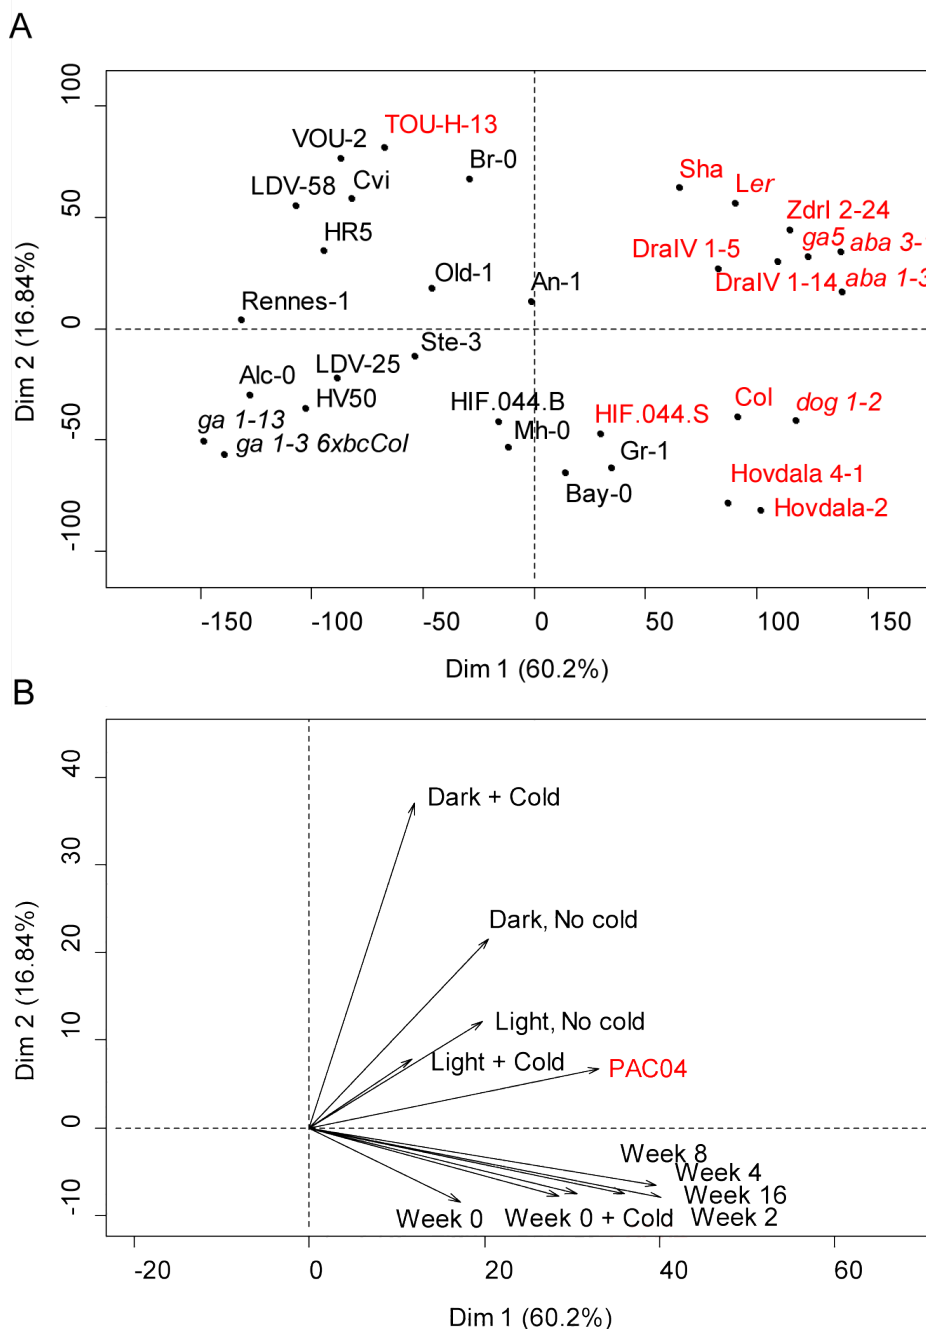 A
Dim 2 (16.84%)
100
50
0
-50
-100
TOU-H-13
VOU-2
Br-0
Cvi
LDV-58
Sha
Ler
ZdrI 2-24
HR5
ga5
aba 3-
DraIV 1-5
Old-1
An-1
DraIV 1-14
aba 1-3
Rennes-1
Ste-3
LDV-25
Alc-0
HV50
HIF.044.B
Col
dog 1-2
ga 1-13
HIF.044.S
Mh-0
ga 1-3 6xbcCol
Gr-1
Hovdala 4-1
Bay-0
Hovdala-2
-150
-100
-50
0
50
100
150
Dim 1 (60.2%)
B
Dim 2 (16.84%)
40
30
20
10
0
-10
Dark + Cold
Dark, No cold
Light, No cold
Light + Cold
PAC04
Week 8
Week 4
Week 16
Week 0
Week 0 + Cold
Week 2
-20
0
20
40
60
Dim 1 (60.2%)